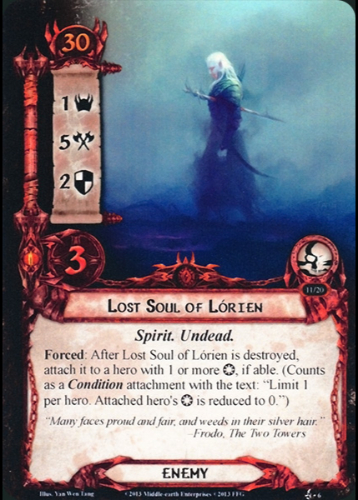 30
1
5
2
3
11/20
LOST SOUL OF LÓRIEN
Spirit. Undead.
Forced: After Lost Soul of Lórien is destroyed,
attach it to a hero with 1 or more , if able. (Counts
as a Condition attachment with the text: “Limit 1
per hero. Attached hero's is reduced to 0.”)
“Many faces proud and fair, and weeds in their silver hair.”
–Frodo, The Two Towers
ENEMY
Illus. Yan Wen Tang
©2013 Middle-earth Enterprises ©2013 FFG